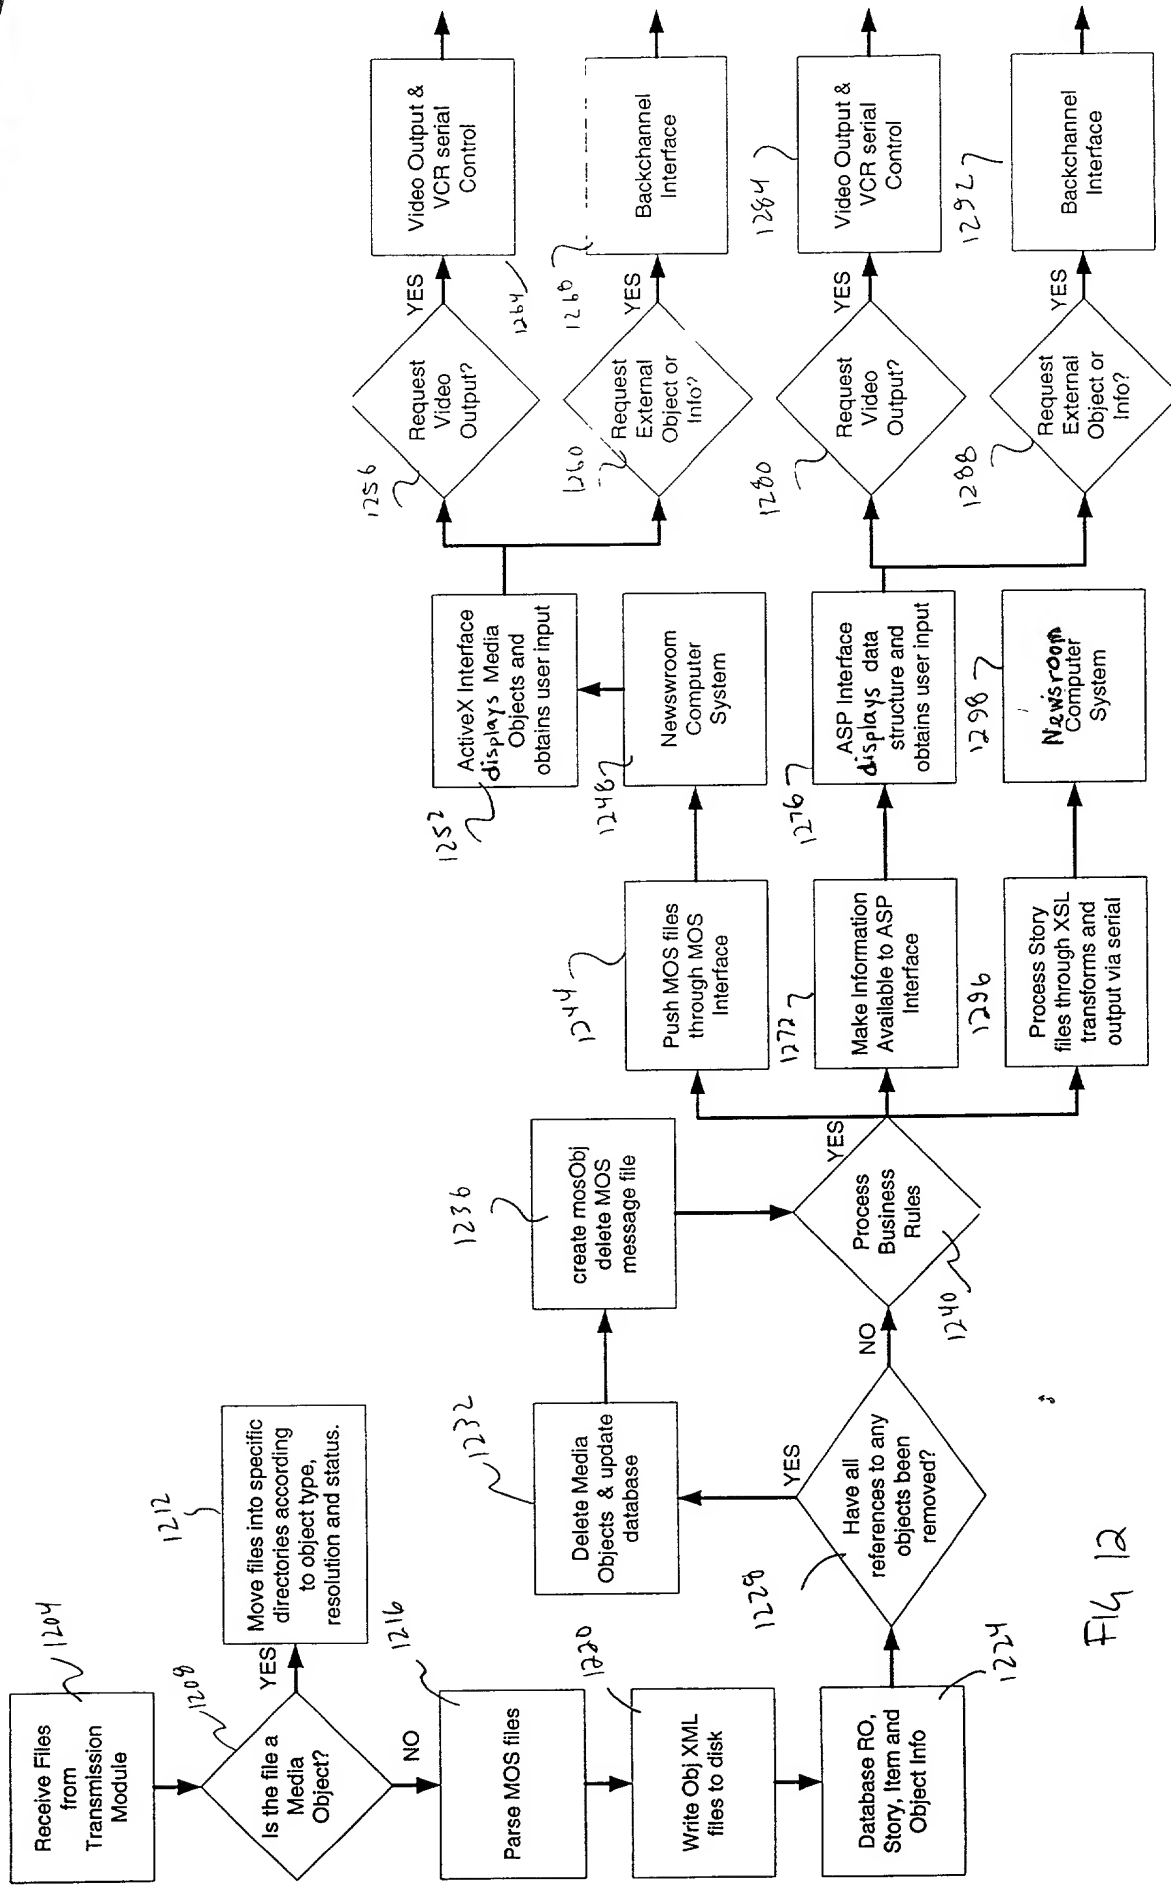 1204
Receive Files
from
Transmission
Module
1208
Is the file a
Media
Object?
YES
1212
Move files into specific
directories according
to object type,
resolution and status.
NO
1216
Parse MOS files
1220
Write Obj XML
files to disk
1224
Database RO,
Story, Item and
Object Info
1228
Have all
references to any
objects been
removed?
YES
1232
Delete Media
Objects & update
database
1236
create mosObj
delete MOS
message file
NO
1240
Process
Business
Rules
YES
1244
Push MOS files
through MOS
Interface
1248
Newswroom
Computer
System
1252
ActiveX Interface
displays Media
Objects and
obtains user input
1256
Request
Video
Output?
YES
1264
Video Output &
VCR serial
Control
1260
Request
External
Object or
Info?
YES
1268
Backchannel
Interface
1272
Make Information
Available to ASP
Interface
1276
ASP Interface
displays data
structure and
obtains user input
1280
Request
Video
Output?
YES
1284
Video Output &
VCR serial
Control
1288
Request
External
Object or
Info?
YES
1292
Backchannel
Interface
1296
Process Story
files through XSL
transforms and
output via serial
1298
Newsroom
Computer
System
FIG 12